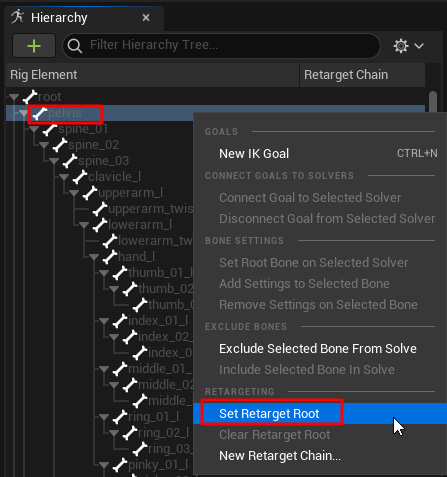 Hierarchy
Filter Hierarchy Tree...
Rig Element
Retarget Chain
root
pelvis
spine_01
spine_02
spine_03
clavicle_l
upperarm_l
upperarm_twis
lowerarm_l
lowerarm_tw
hand_l
thumb_01_l
thumb_02
thumb_0
index_01_l
index_02_
index_0
middle_01_l
middle_02
middle_
ring_01_l
ring_02_l
ring_03_
pinky_01_l
GOALS
New IK Goal CTRL+N
CONNECT GOALS TO SOLVERS
Connect Goal to Selected Solver
Disconnect Goal from Selected Solver
BONE SETTINGS
Set Root Bone on Selected Solver
Add Settings to Selected Bone
Remove Settings on Selected Bone
EXCLUDE BONES
Exclude Selected Bone From Solve
Include Selected Bone In Solve
RETARGETING
Set Retarget Root
Clear Retarget Root
New Retarget Chain...